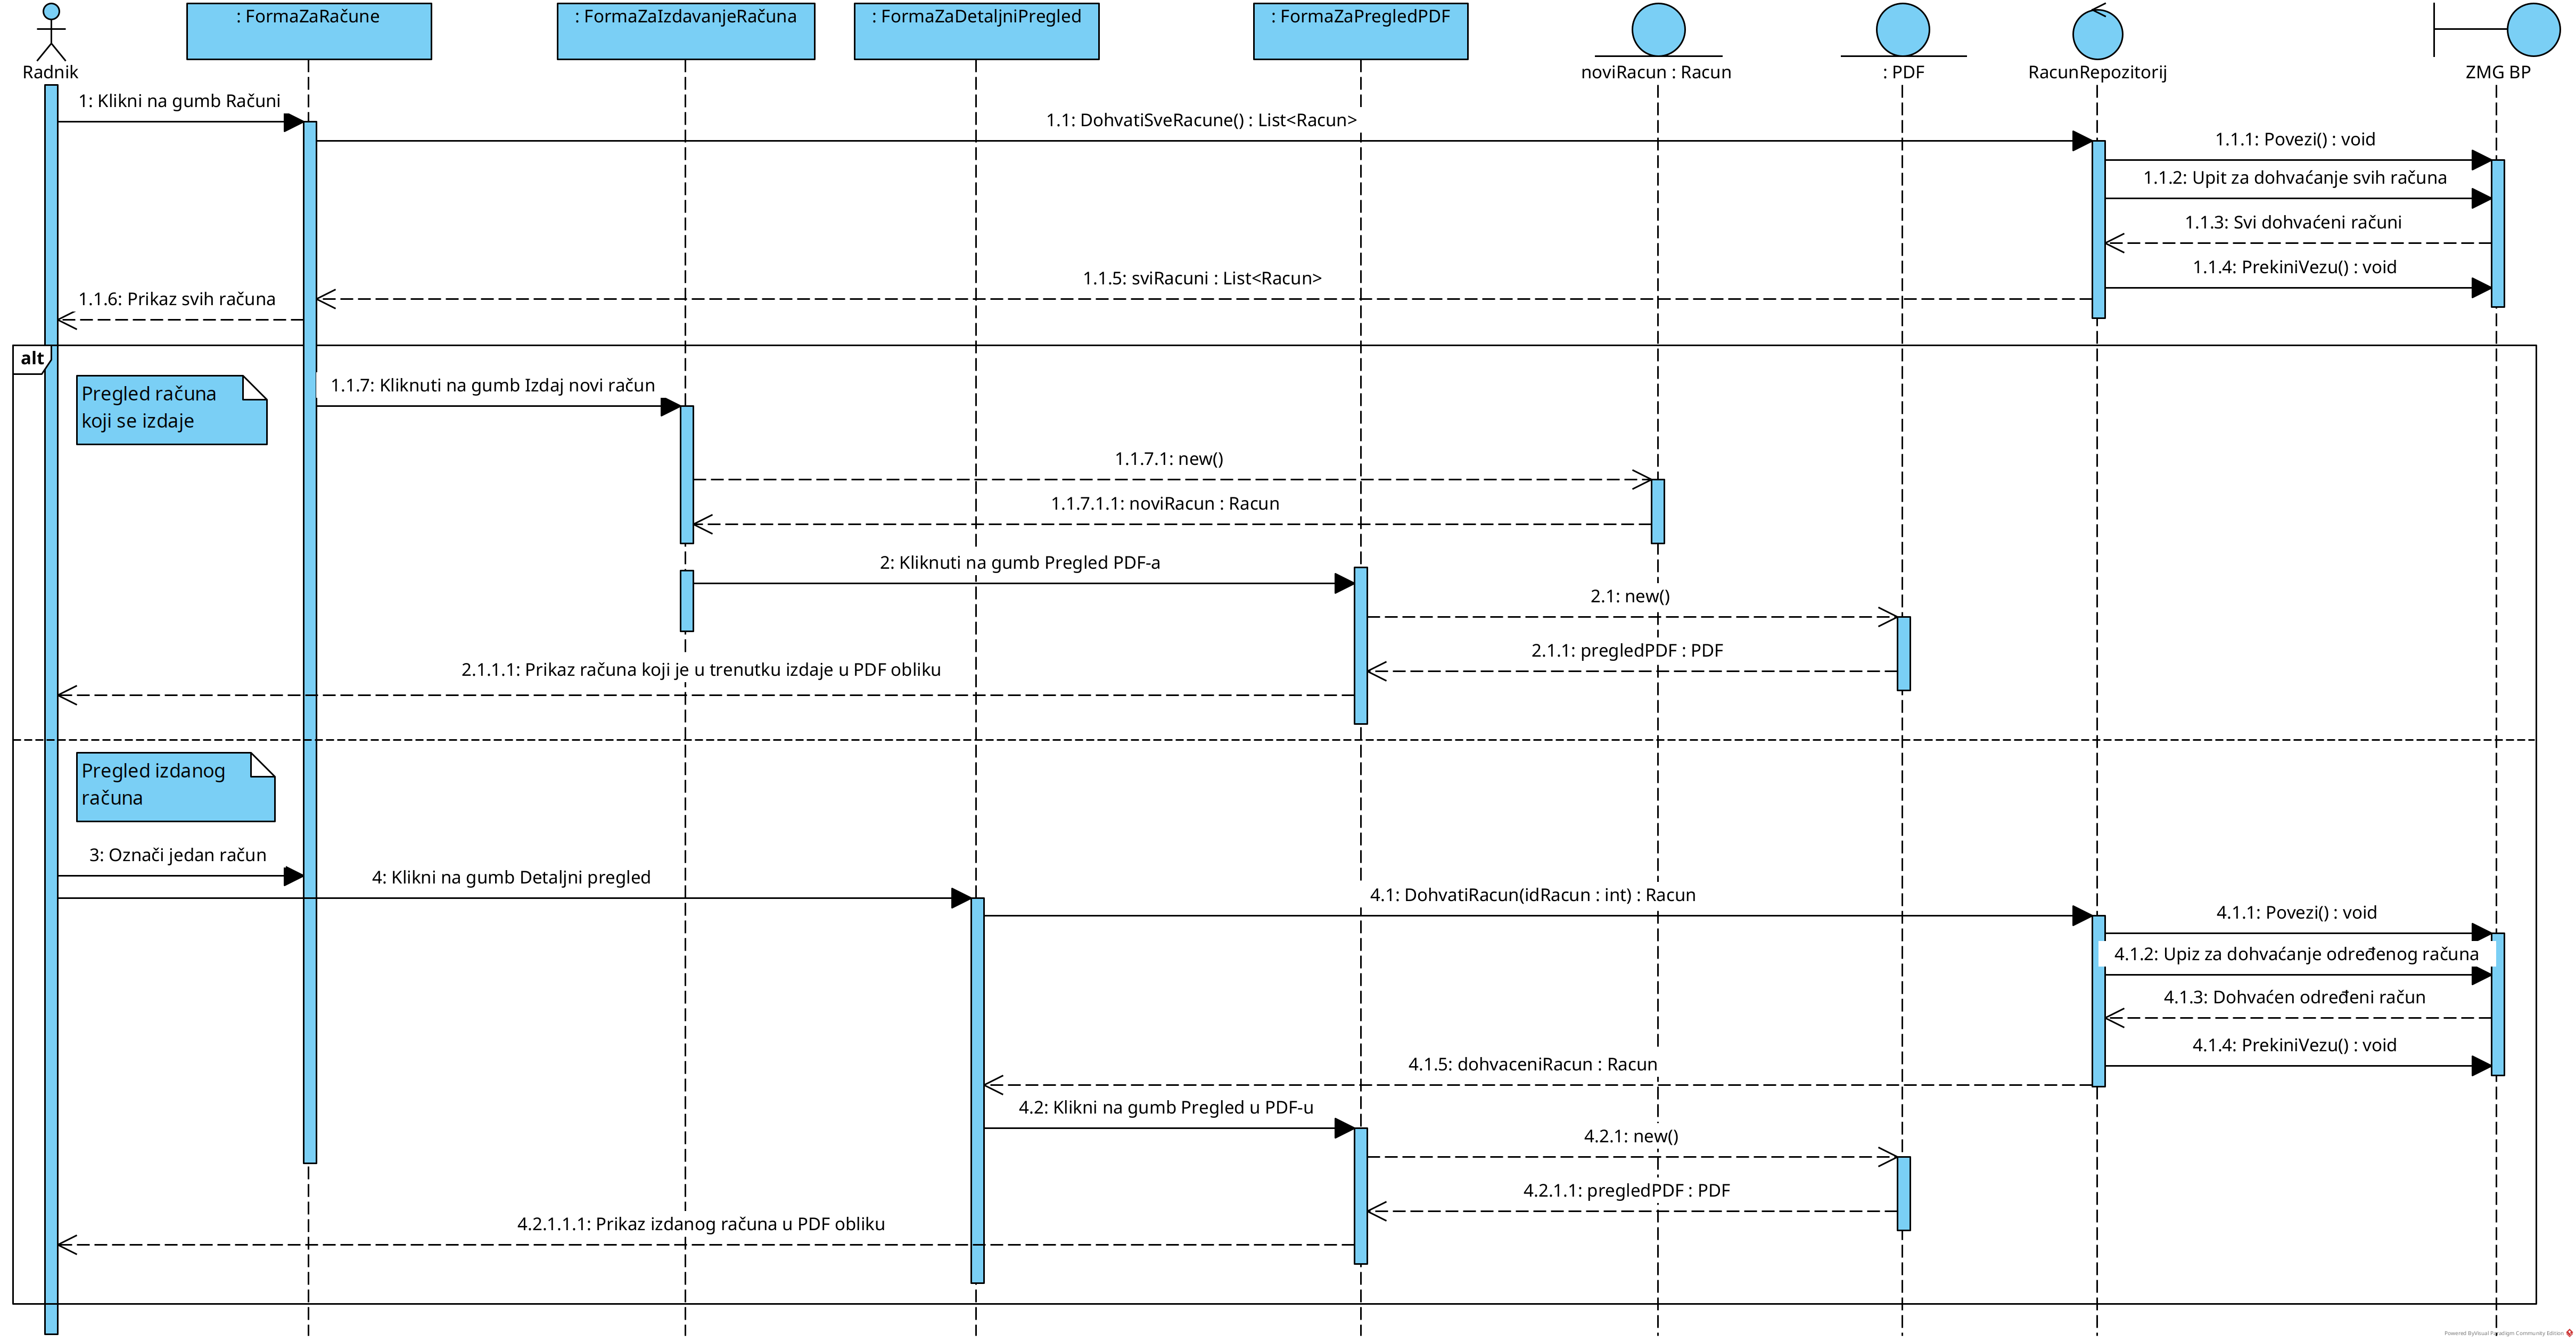 : FormaZaRačune
: FormaZaIzdavanjeRačuna
: FormaZaDetaljniPregled
: FormaZaPregledPDF
Radnik
noviRacun : Racun
: PDF
RacunRepozitorij
ZMG BP
1: Klikni na gumb Računi
1.1: DohvatiSveRacune() : List<Racun>
1.1.1: Povezi() : void
1.1.2: Upit za dohvaćanje svih računa
1.1.3: Svi dohvaćeni računi
1.1.4: PrekiniVezu() : void
1.1.5: sviRacuni : List<Racun>
1.1.6: Prikaz svih računa
alt
Pregled računa
koji se izdaje
1.1.7: Kliknuti na gumb Izdaj novi račun
1.1.7.1: new()
1.1.7.1.1: noviRacun : Racun
2: Kliknuti na gumb Pregled PDF-a
2.1: new()
2.1.1: pregledPDF : PDF
2.1.1.1: Prikaz računa koji je u trenutku izdaje u PDF obliku
Pregled izdanog
računa
3: Označi jedan račun
4: Klikni na gumb Detaljni pregled
4.1: DohvatiRacun(idRacun : int) : Racun
4.1.1: Povezi() : void
4.1.2: Upiz za dohvaćanje određenog računa
4.1.3: Dohvaćen određeni račun
4.1.4: PrekiniVezu() : void
4.1.5: dohvaceniRacun : Racun
4.2: Klikni na gumb Pregled u PDF-u
4.2.1: new()
4.2.1.1: pregledPDF : PDF
4.2.1.1.1: Prikaz izdanog računa u PDF obliku
Powered ByVisual Paradigm Community Edition